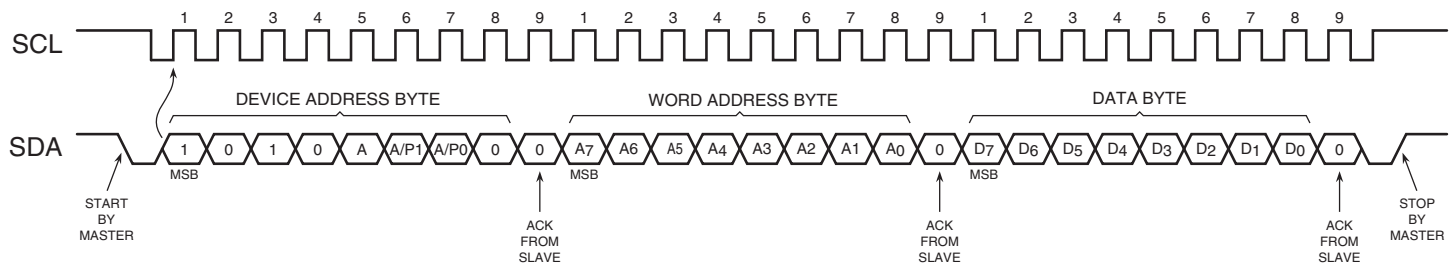 1 2 3 4 5 6 7 8 9 1 2 3 4 5 6 7 8 9 1 2 3 4 5 6 7 8 9
SCL
DEVICE ADDRESS BYTE WORD ADDRESS BYTE DATA BYTE
SDA 1 0 1 0 A A/P1 A/P0 0 0 A7 A6 A5 A4 A3 A2 A1 A0 0 D7 D6 D5 D4 D3 D2 D1 D0 0
MSB MSB MSB
START
BY
MASTER
ACK
FROM
SLAVE
ACK
FROM
SLAVE
ACK
FROM
SLAVE
STOP
BY
MASTER